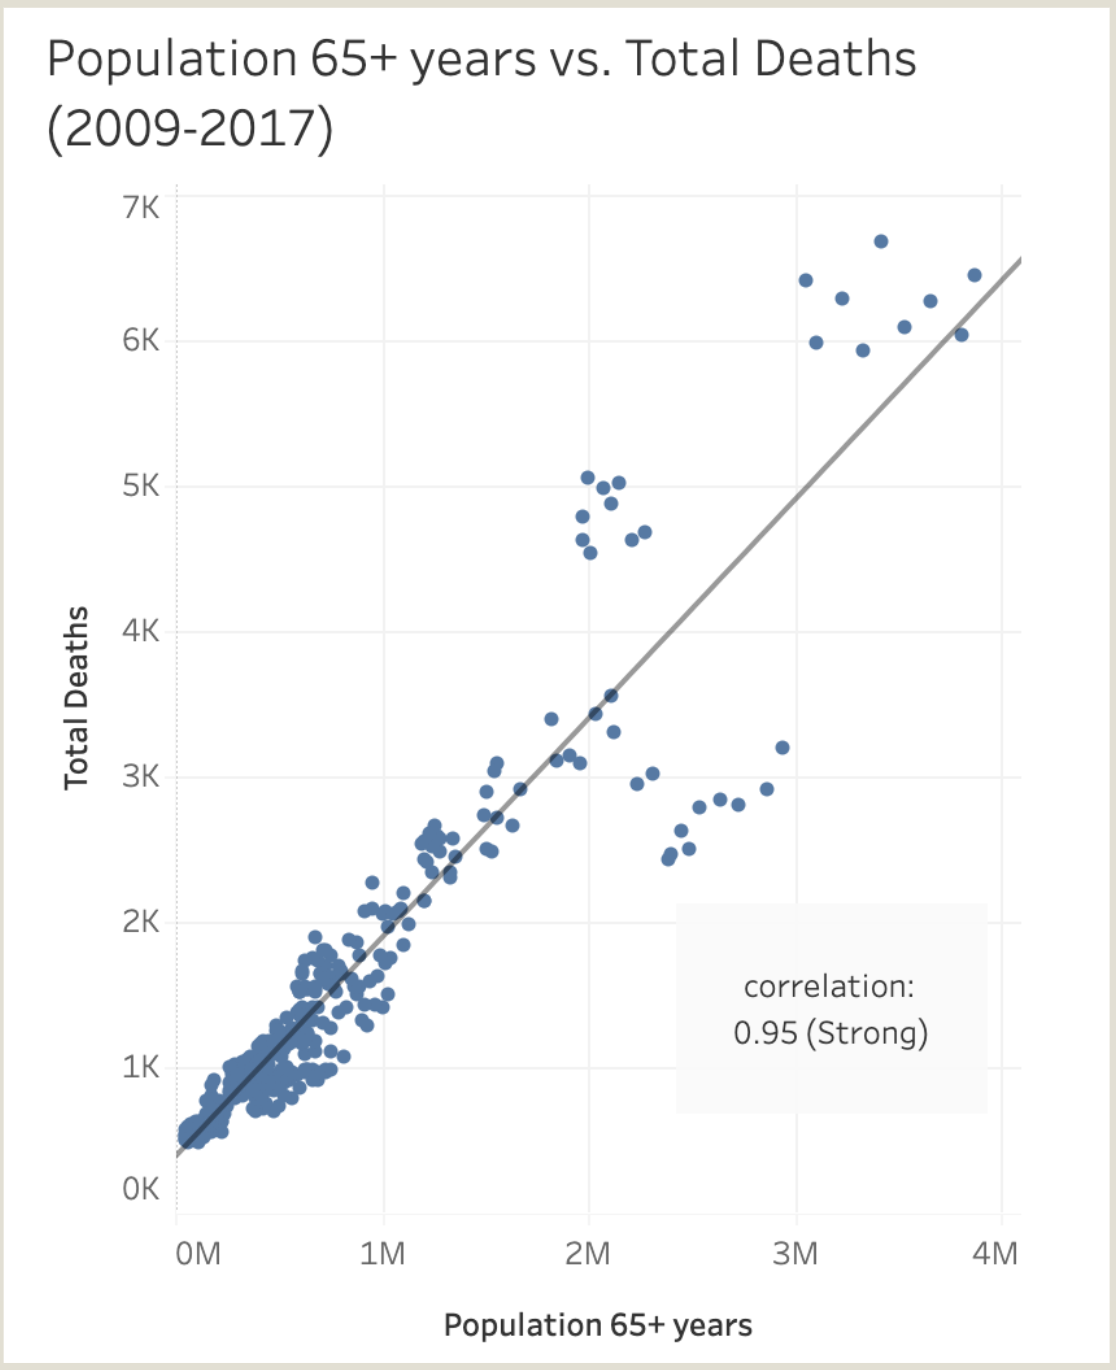 Population 65+ years vs. Total Deaths
(2009-2017)
7K
6K
5K
4K
3K
2K
1K
0K
Total Deaths
correlation:
0.95 (Strong)
0M
1M
2M
3M
4M
Population 65+ years